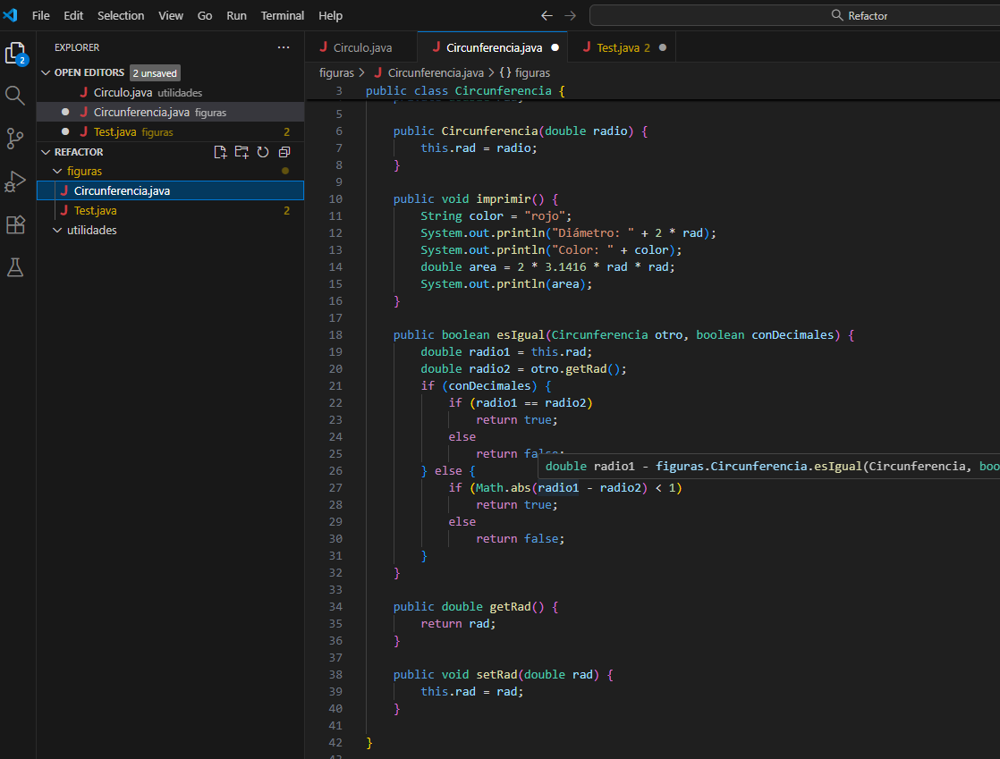 File Edit Selection View Go Run Terminal Help Refactor
EXPLORER
OPEN EDITORS 2 unsaved
Circulo.java utilidades
Circunferencia.java figuras
Test.java figuras 2
REFACTOR
figuras
Circunferencia.java
Test.java 2
utilidades
2
Circulo.java Circunferencia.java Test.java 2
figuras > Circunferencia.java > {} figuras
3 public class Circunferencia {
5
6 public Circunferencia(double radio) {
7 this.rad = radio;
8 }
9
10 public void imprimir() {
11 String color = "rojo";
12 System.out.println("Diámetro: " + 2 * rad);
13 System.out.println("Color: " + color);
14 double area = 2 * 3.1416 * rad * rad;
15 System.out.println(area);
16 }
17
18 public boolean esIgual(Circunferencia otro, boolean conDecimales) {
19 double radio1 = this.rad;
20 double radio2 = otro.getRad();
21 if (conDecimales) {
22 if (radio1 == radio2)
23 return true;
24 else
25 return false;
double radio1 - figuras.Circunferencia.esIgual(Circunferencia, boo
26 } else {
27 if (Math.abs(radio1 - radio2) < 1)
28 return true;
29 else
30 return false;
31 }
32 }
33
34 public double getRad() {
35 return rad;
36 }
37
38 public void setRad(double rad) {
39 this.rad = rad;
40 }
41
42 }